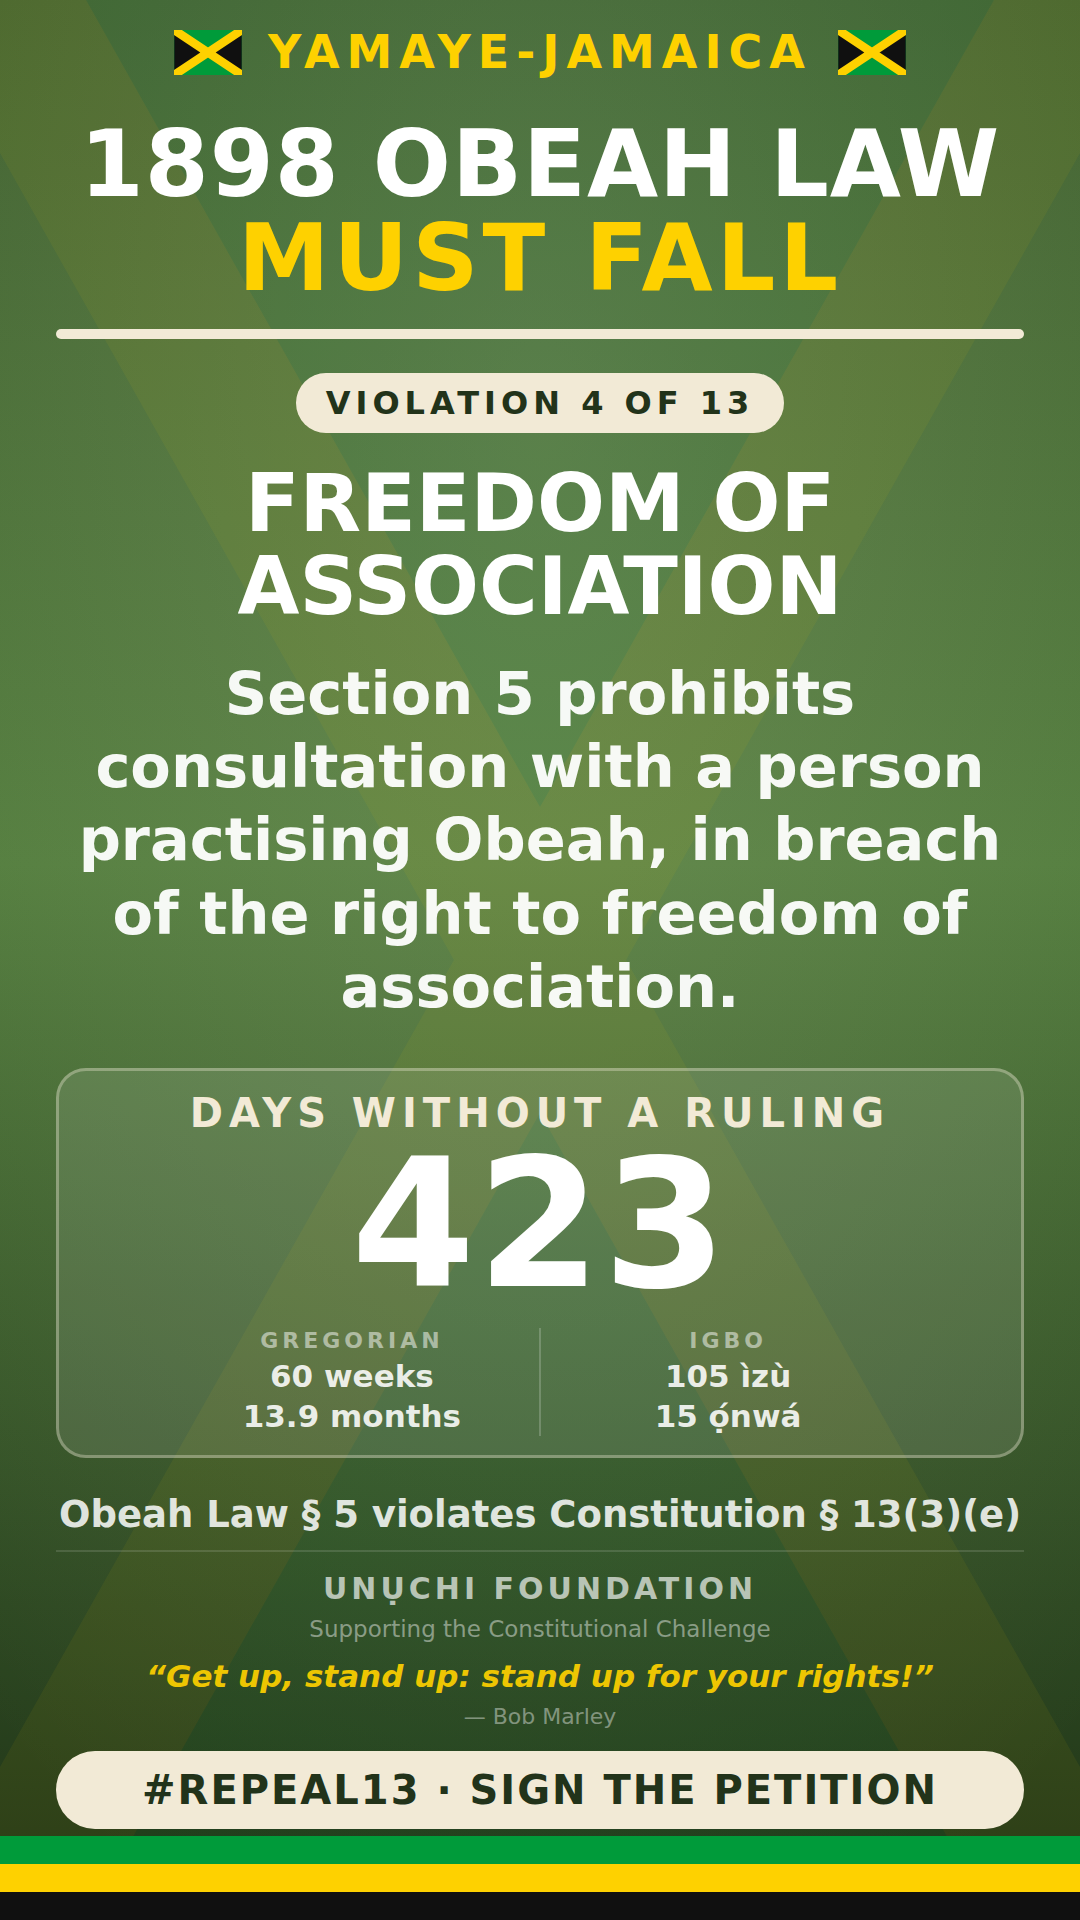 YAMAYE-JAMAICA
1898 OBEAH LAW
MUST FALL
VIOLATION 4 OF 13
FREEDOM OF
ASSOCIATION
Section 5 prohibits
consultation with a person
practising Obeah, in breach
of the right to freedom of
association.
DAYS WITHOUT A RULING
423
GREGORIAN
60 weeks
13.9 months
IGBO
105 ìzù
15 ọ́nwá
Obeah Law § 5 violates Constitution § 13(3)(e)
UNỤCHI FOUNDATION
Supporting the Constitutional Challenge
“Get up, stand up: stand up for your rights!”
— Bob Marley
#REPEAL13 · SIGN THE PETITION